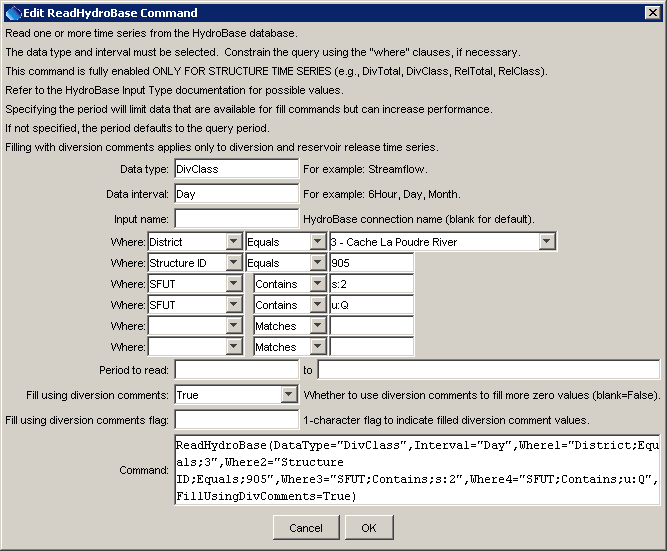 Edit ReadHydroBase Command
Read one or more time series from the HydroBase database.
The data type and interval must be selected.  Constrain the query using the "where" clauses, if necessary.
This command is fully enabled ONLY FOR STRUCTURE TIME SERIES (e.g., DivTotal, DivClass, RelTotal, RelClass).
Refer to the HydroBase Input Type documentation for possible values.
Specifying the period will limit data that are available for fill commands but can increase performance.
If not specified, the period defaults to the query period.
Filling with diversion comments applies only to diversion and reservoir release time series.
Data type: DivClass For example: Streamflow.
Data interval: Day For example: 6Hour, Day, Month.
Input name: HydroBase connection name (blank for default).
Where: District Equals 3 - Cache La Poudre River
Where: Structure ID Equals 905
Where: SFUT Contains s:2
Where: SFUT Contains u:Q
Where: Matches
Where: Matches
Period to read: to
Fill using diversion comments: True Whether to use diversion comments to fill more zero values (blank=False).
Fill using diversion comments flag: 1-character flag to indicate filled diversion comment values.
Command:
ReadHydroBase(DataType="DivClass",Interval="Day",Where1="District;Equ
als;3",Where2="Structure
ID;Equals;905",Where3="SFUT;Contains;s:2",Where4="SFUT;Contains;u:Q",
FillUsingDivComments=True)
Cancel OK